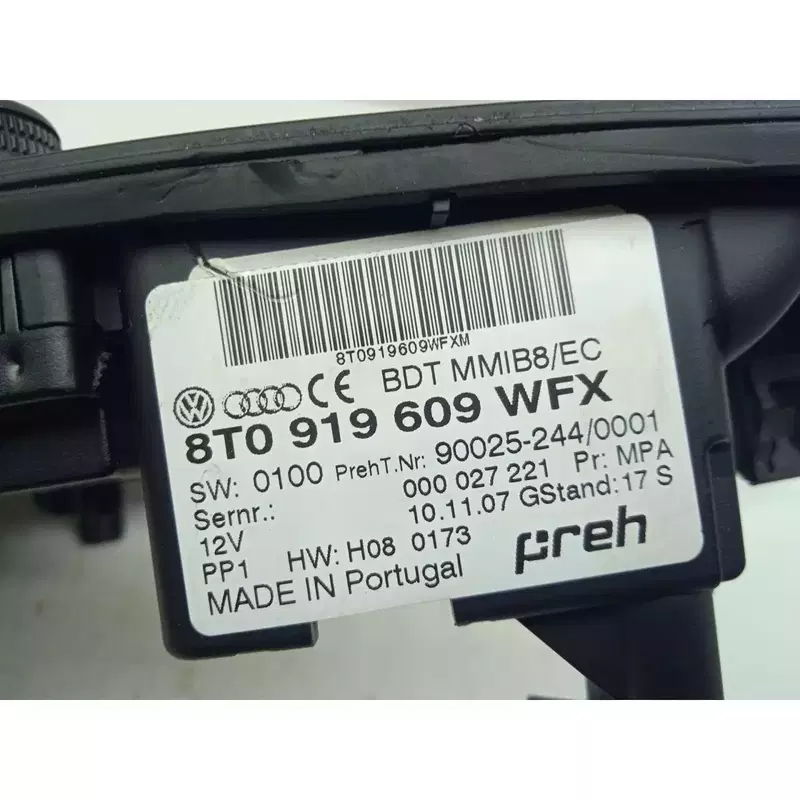 8T0919609WFXM
CE BDT MMIB8/EC
8T0 919 609 WFX
SW: 0100 PrehT.Nr: 90025-244/0001
Sernr.: 000 027 221 Pr: MPA
12V 10.11.07 GStand: 17 S
PP1 HW: H08 0173 preh
MADE IN Portugal